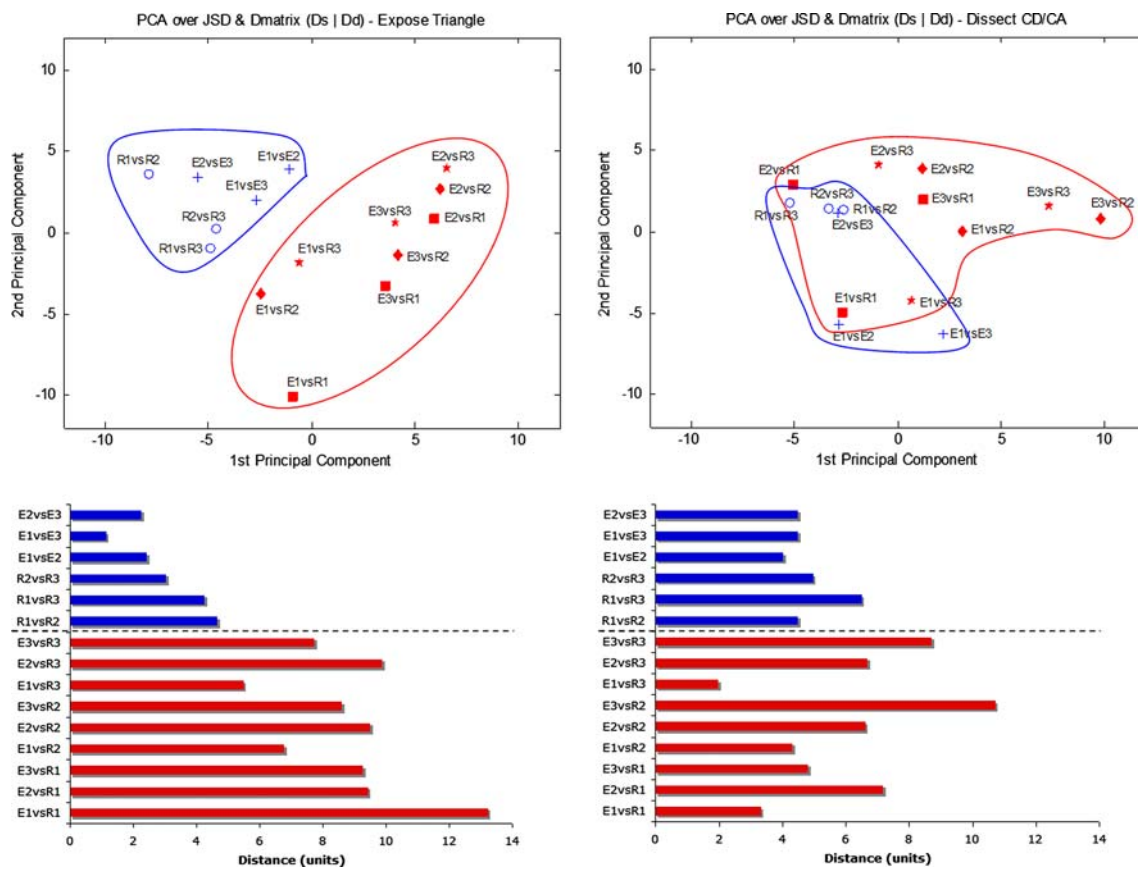 PCA over JSD & Dmatrix (Ds | Dd) - Expose Triangle
10
5
0
-5
-10
2nd Principal Component
R1vsR2
E2vsE3
E1vsE2
E1vsE3
R2vsR3
R1vsR3
E2vsR3
E2vsR2
E3vsR3
E2vsR1
E1vsR3
E3vsR2
E1vsR2
E3vsR1
E1vsR1
-10 -5 0 5 10
1st Principal Component
PCA over JSD & Dmatrix (Ds | Dd) - Dissect CD/CA
10
5
0
-5
-10
2nd Principal Component
E2vsR3
E2vsR2
E2vsR1
R2vsR3
E3vsR1
E3vsR3
E3vsR2
R1vsR3
R1vsR2
E2vsE3
E1vsR2
E1vsR1
E1vsR3
E1vsE2
E1vsE3
-10 -5 0 5 10
1st Principal Component
E2vsE3
E1vsE3
E1vsE2
R2vsR3
R1vsR3
R1vsR2
E3vsR3
E2vsR3
E1vsR3
E3vsR2
E2vsR2
E1vsR2
E3vsR1
E2vsR1
E1vsR1
0 2 4 6 8 10 12 14
Distance (units)
E2vsE3
E1vsE3
E1vsE2
R2vsR3
R1vsR3
R1vsR2
E3vsR3
E2vsR3
E1vsR3
E3vsR2
E2vsR2
E1vsR2
E3vsR1
E2vsR1
E1vsR1
0 2 4 6 8 10 12 14
Distance (units)